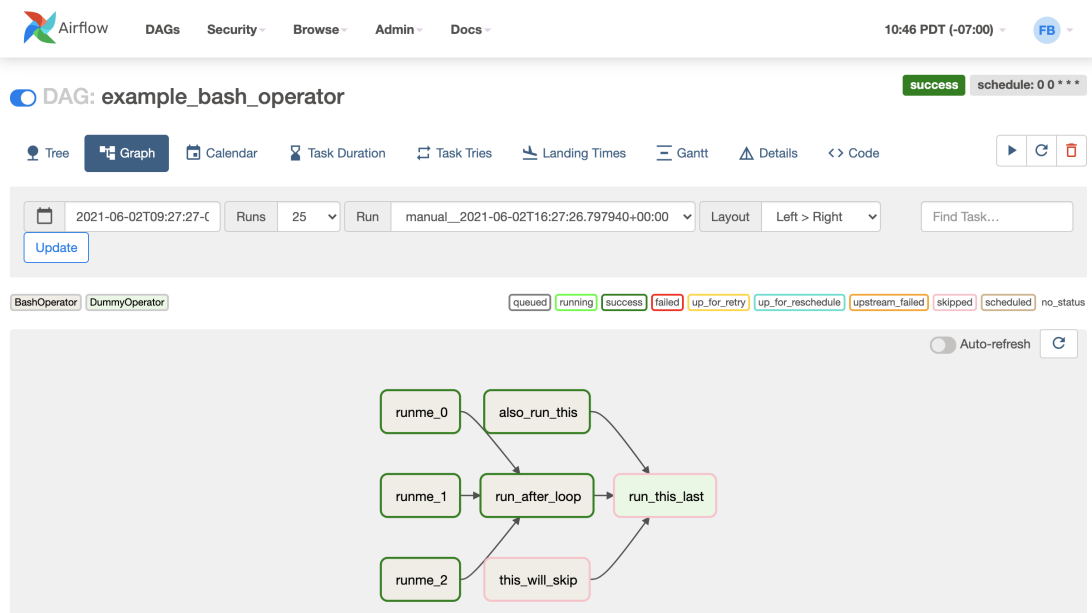 Airflow DAGs Security Browse Admin Docs 10:46 PDT (-07:00) FB
DAG: example_bash_operator success schedule: 0 0 * * *
Tree Graph Calendar Task Duration Task Tries Landing Times Gantt Details Code
2021-06-02T09:27:27-0 Runs 25 Run manual__2021-06-02T16:27:26.797940+00:00 Layout Left > Right Find Task…
Update
BashOperator DummyOperator queued running success failed up_for_retry up_for_reschedule upstream_failed skipped scheduled no_status
Auto-refresh
runme_0 also_run_this
runme_1 run_after_loop run_this_last
runme_2 this_will_skip